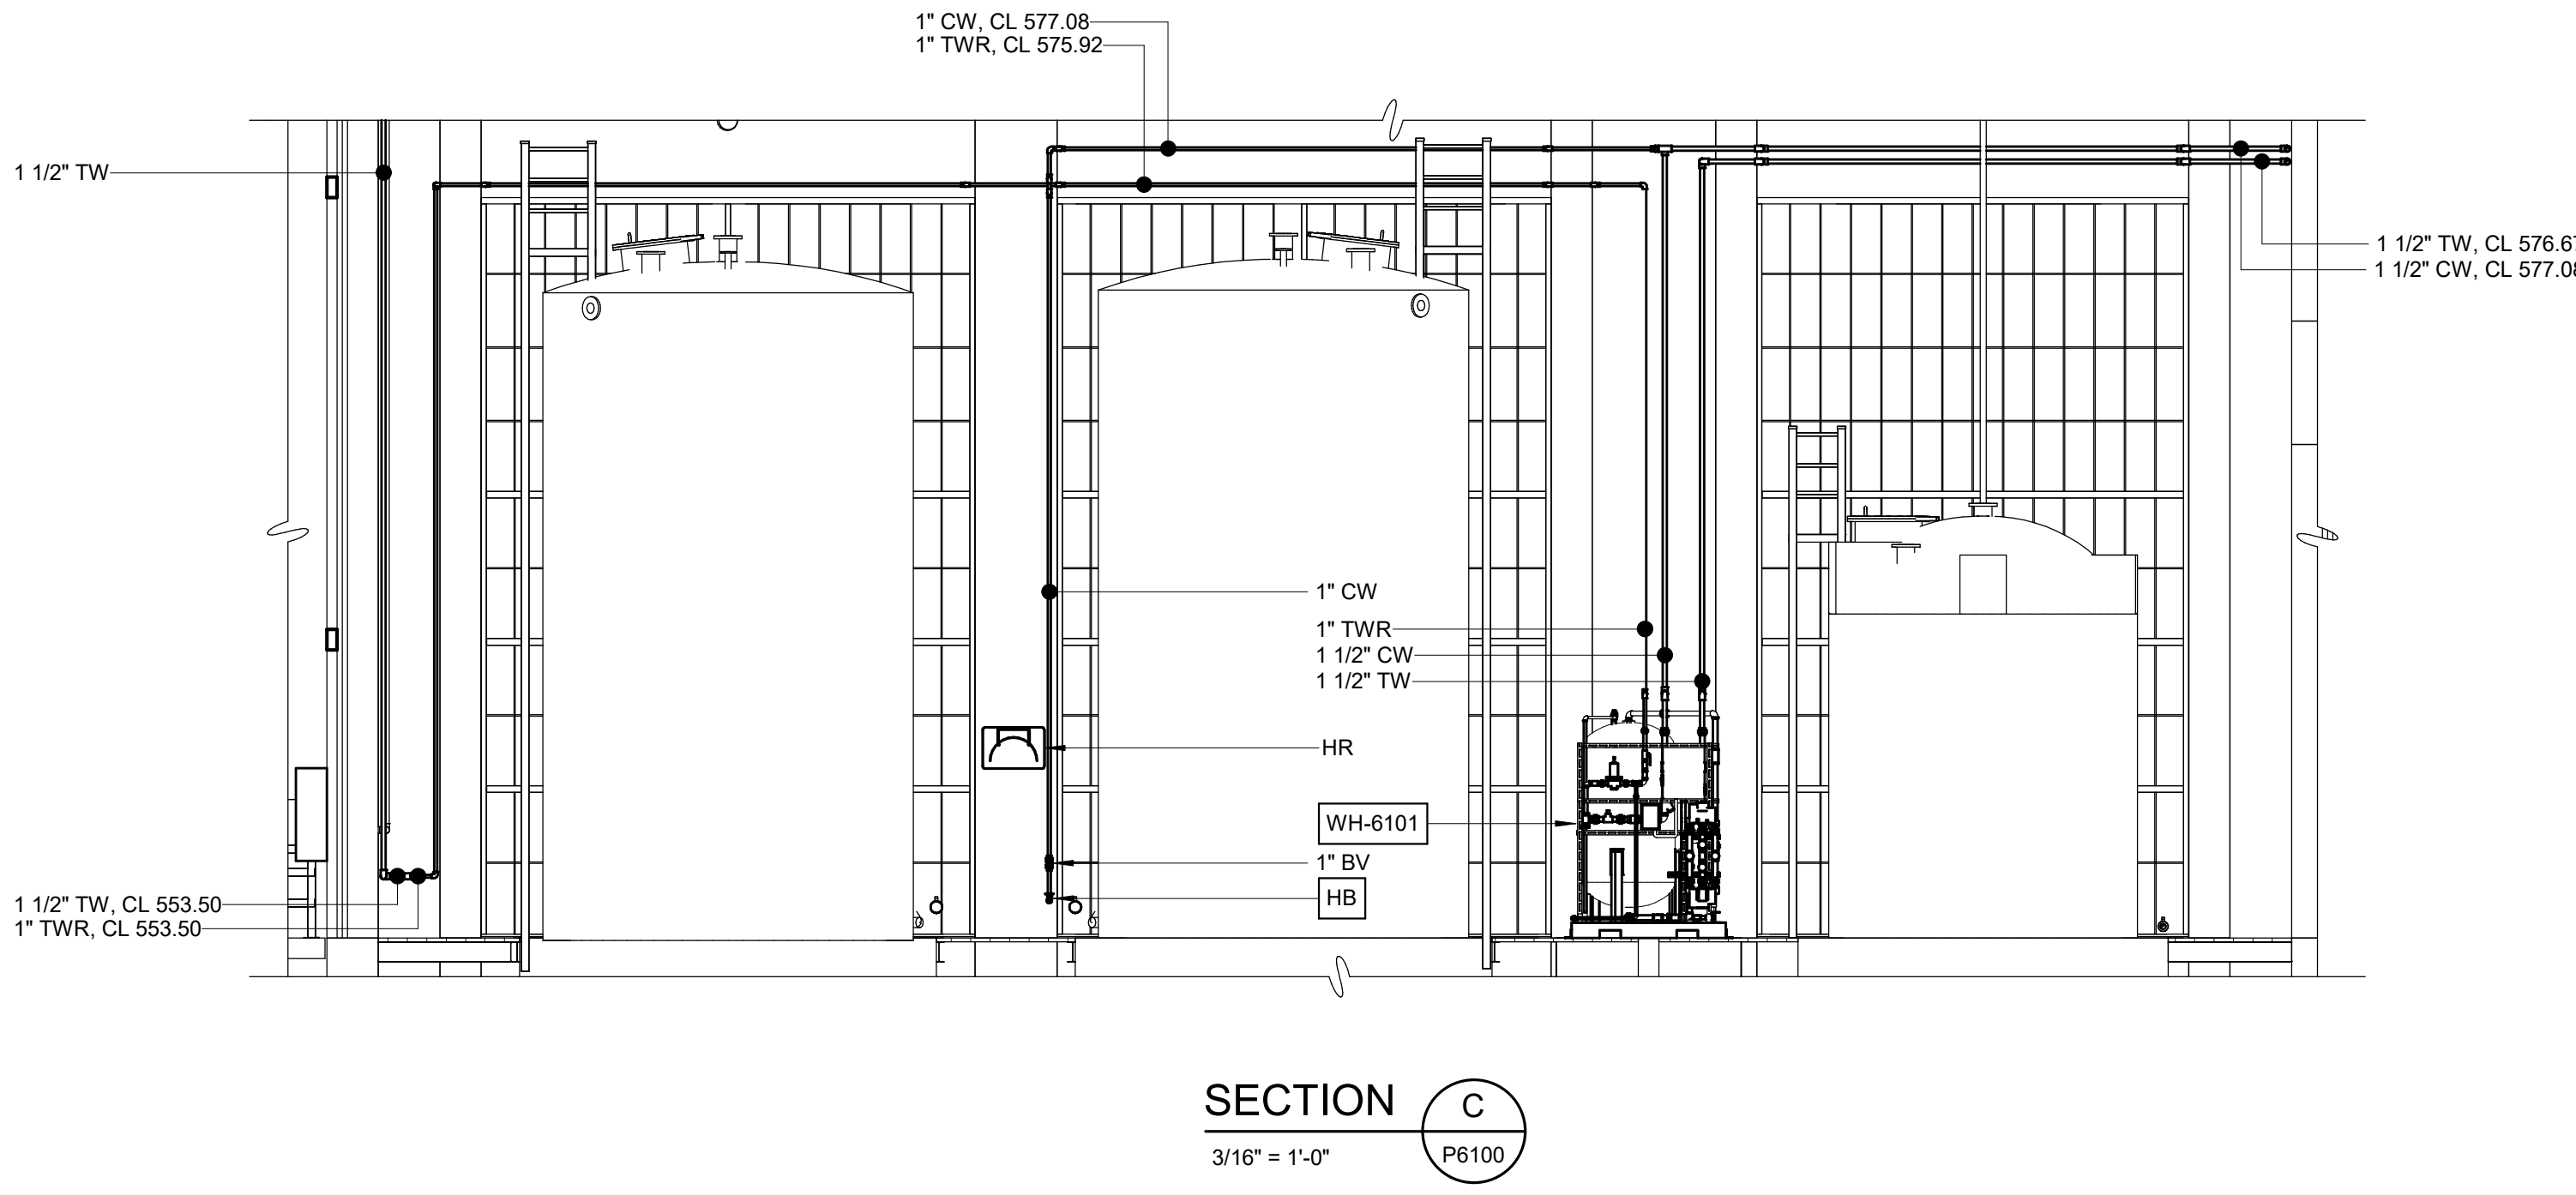 1" CW, CL 577.08
1" TWR, CL 575.92
1 1/2" TW
1 1/2" TW, CL 576.67
1 1/2" CW, CL 577.08
1" CW
1" TWR
1 1/2" CW
1 1/2" TW
HR
WH-6101
1" BV
HB
1 1/2" TW, CL 553.50
1" TWR, CL 553.50
SECTION
C
3/16" = 1'-0"
P6100